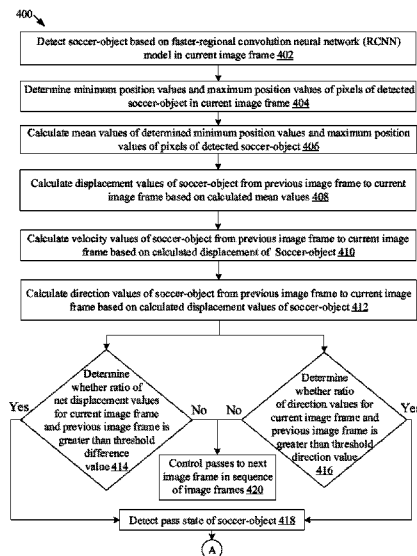 400
Detect soccer-object based on faster-regional convolution neural network (RCNN)
model in current image frame 402
Determine minimum position values and maximum position values of pixels of detected
soccer-object in current image frame 404
Calculate mean values of determined minimum position values and maximum position
values of pixels of detected soccer-object 406
Calculate displacement values of soccer-object from previous image frame to current
image frame based on calculated mean values 408
Calculate velocity values of soccer-object from previous image frame to current image
frame based on calculated displacement of Soccer-object 410
Calculate direction values of soccer-object from previous image frame to current image
frame based on calculated displacement values of soccer-object 412
Determine
whether ratio of
net displacement values
for current image frame
and previous image frame is
greater than threshold
difference
value 414
Yes
No
Determine
whether ratio
of direction values for
current image frame and
previous image frame is
greater than threshold
direction value
416
No
Yes
Control passes to next
image frame in sequence
of image frames 420
Detect pass state of soccer-object 418
A